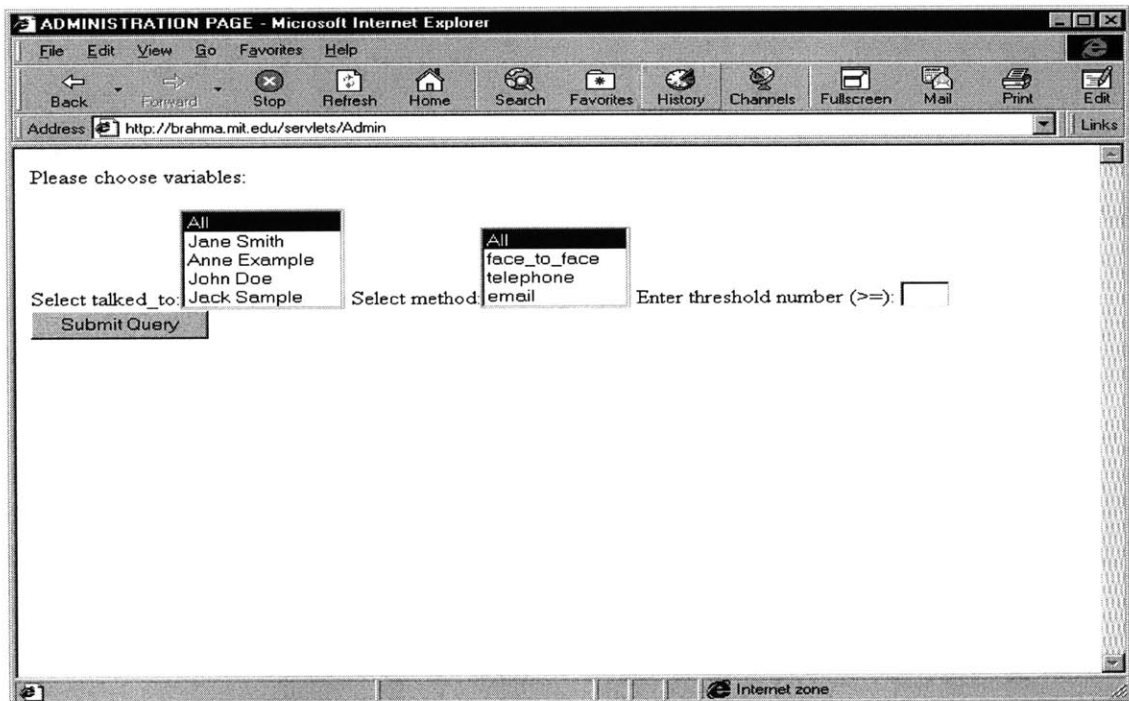 ADMINISTRATION PAGE - Microsoft Internet Explorer
File Edit View Go Favorites Help
Back Forward Stop Refresh Home Search Favorites History Channels Fullscreen Mail Print Edit
Address http://brahma.mit.edu/servlets/Admin Links
Please choose variables:
Select talked_to:
All
Jane Smith
Anne Example
John Doe
Jack Sample
Select method:
All
face_to_face
telephone
email
Enter threshold number (>=):
Submit Query
Internet zone